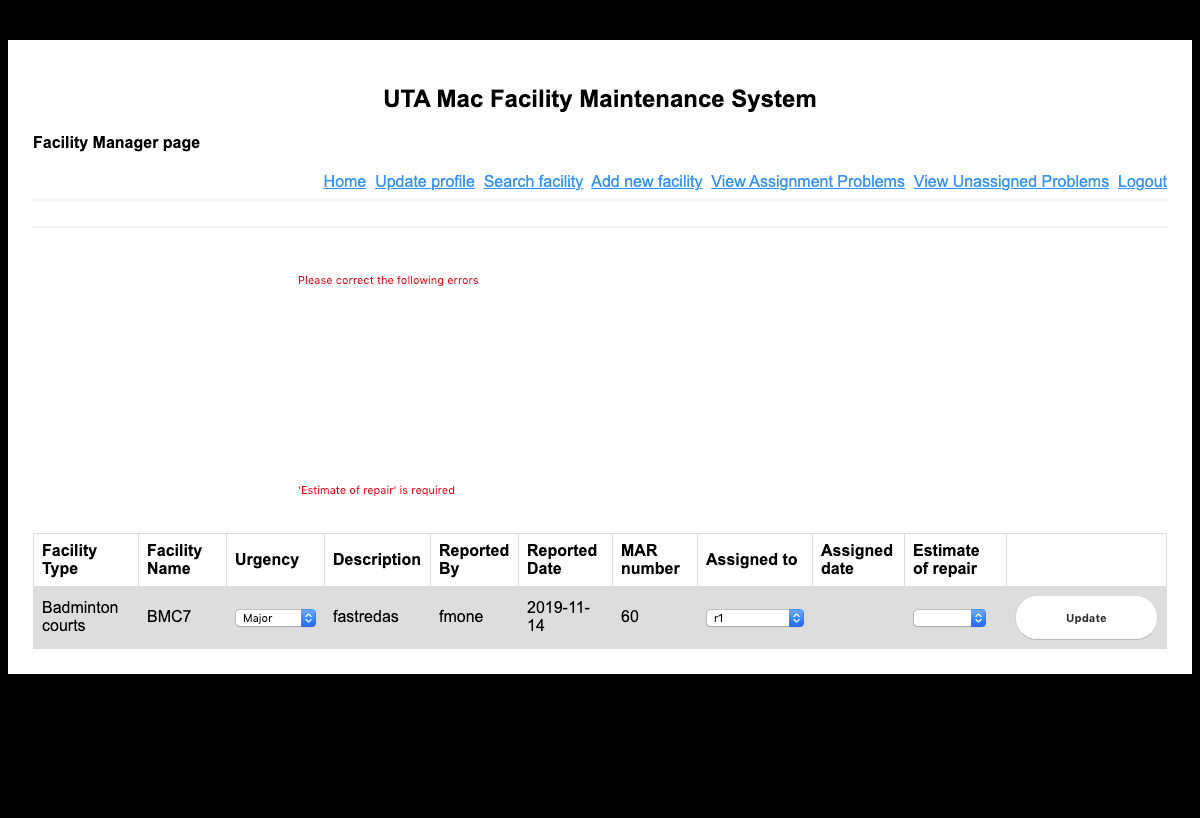 UTA Mac Facility Maintenance System
Facility Manager page
Home Update profile Search facility Add new facility View Assignment Problems View Unassigned Problems Logout
Please correct the following errors
'Estimate of repair' is required
Facility Type Facility Name Urgency Description Reported By Reported Date MAR number Assigned to Assigned date Estimate of repair
Badminton courts BMC7 Major fastredas fmone 2019-11-14 60 r1 Update